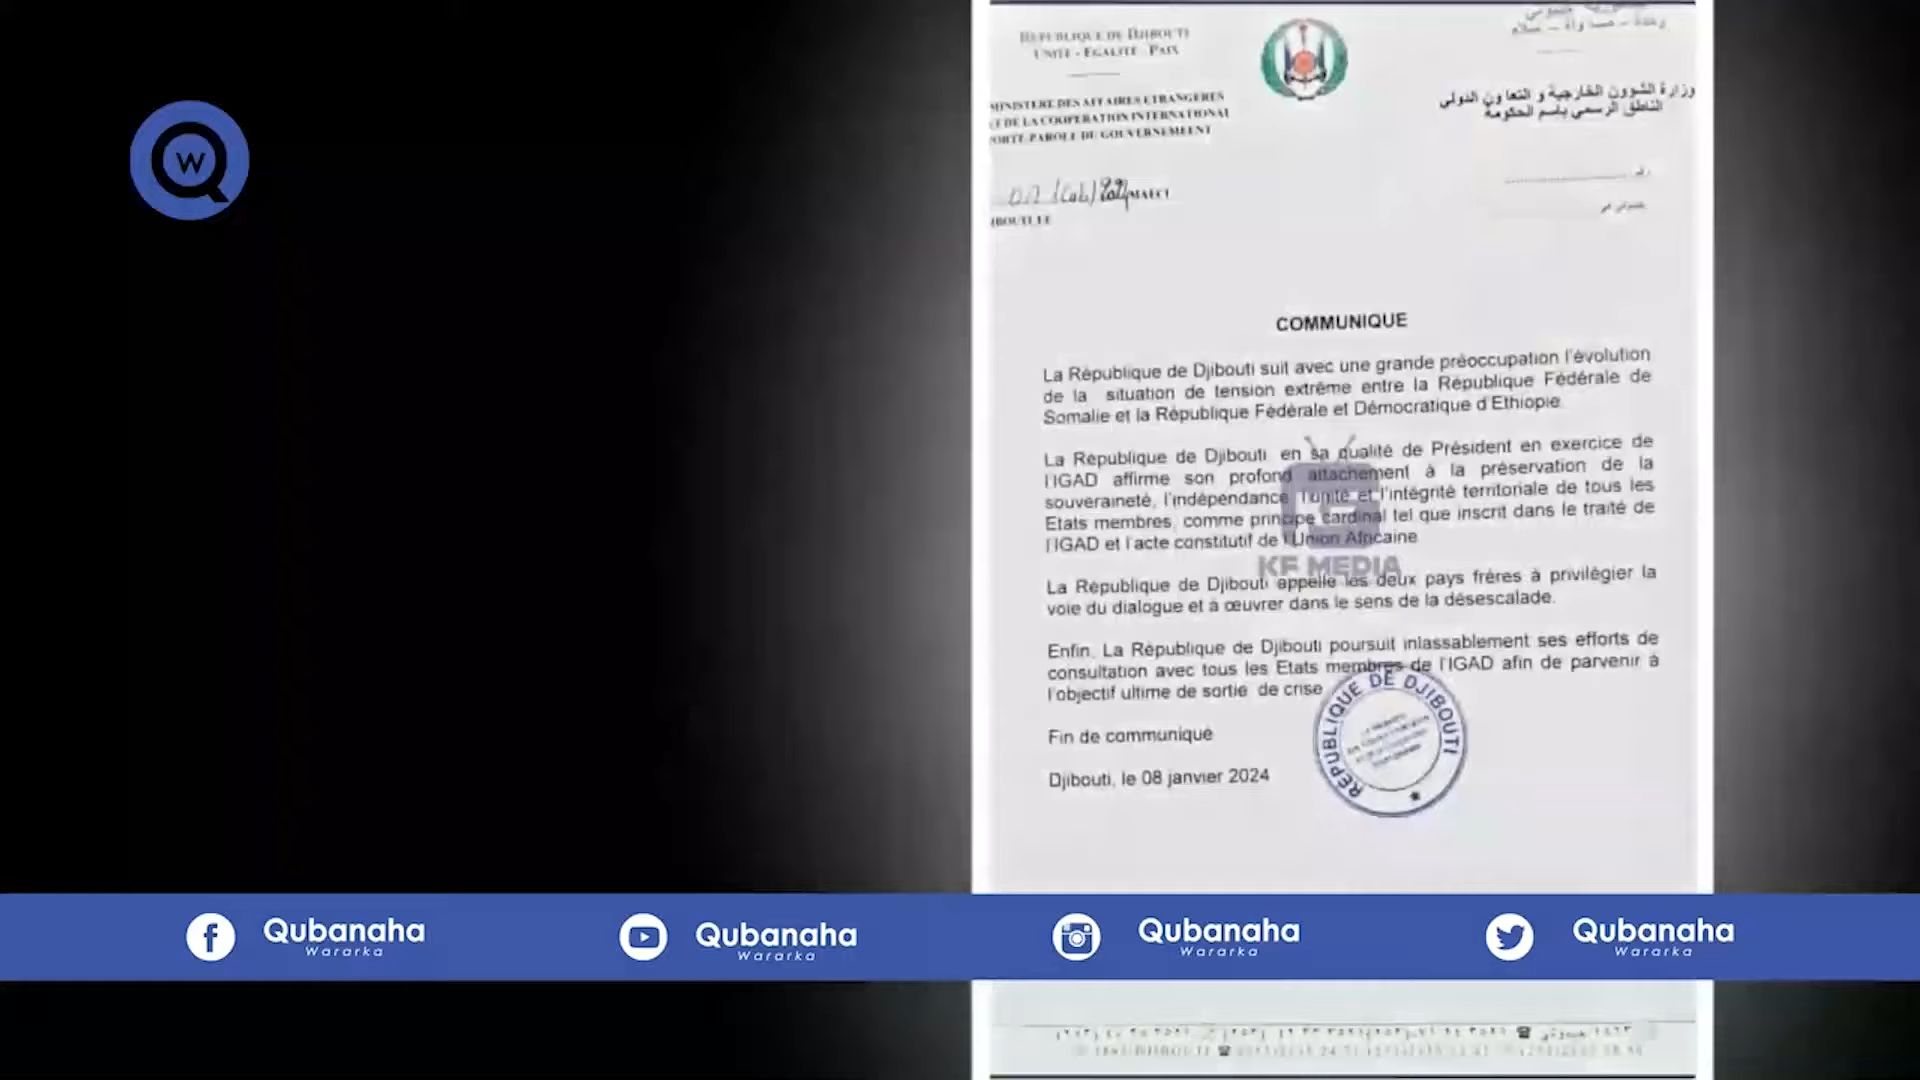 W
REPUBLIQUE DE DJIBOUTI
UNITE - EGALITE - PAIX
وحدة - مساواة - سلام
MINISTERE DES AFFAIRES ETRANGERES
ET DE LA COOPERATION INTERNATIONAL
PORTE-PAROLE DU GOUVERNEMEENT
وزارة الشؤون الخارجية و التعاون الدولي
الناطق الرسمي باسم الحكومة
MAECI
COMMUNIQUE
La République de Djibouti suit avec une grande préoccupation l'évolution
de la situation de tension extrême entre la République Fédérale de
Somalie et la République Fédérale et Démocratique d'Ethiopie.
La République de Djibouti en sa qualité de Président en exercice de
l'IGAD affirme son profond attachement à la préservation de la
souveraineté, l'indépendance, l'unité et l'intégrité territoriale de tous les
Etats membres, comme principe cardinal tel que inscrit dans le traité de
l'IGAD et l'acte constitutif de l'Union Africaine
KF MEDIA
La République de Djibouti appelle les deux pays frères à privilégier la
voie du dialogue et à œuvrer dans le sens de la désescalade.
Enfin, La République de Djibouti poursuit inlassablement ses efforts de
consultation avec tous les Etats membres de l'IGAD afin de parvenir à
l'objectif ultime de sortie de crise
Fin de communiqué
Djibouti, le 08 janvier 2024
REPUBLIQUE DE DJIBOUTI
Qubanaha
Wararka
Qubanaha
Wararka
Qubanaha
Wararka
Qubanaha
Wararka